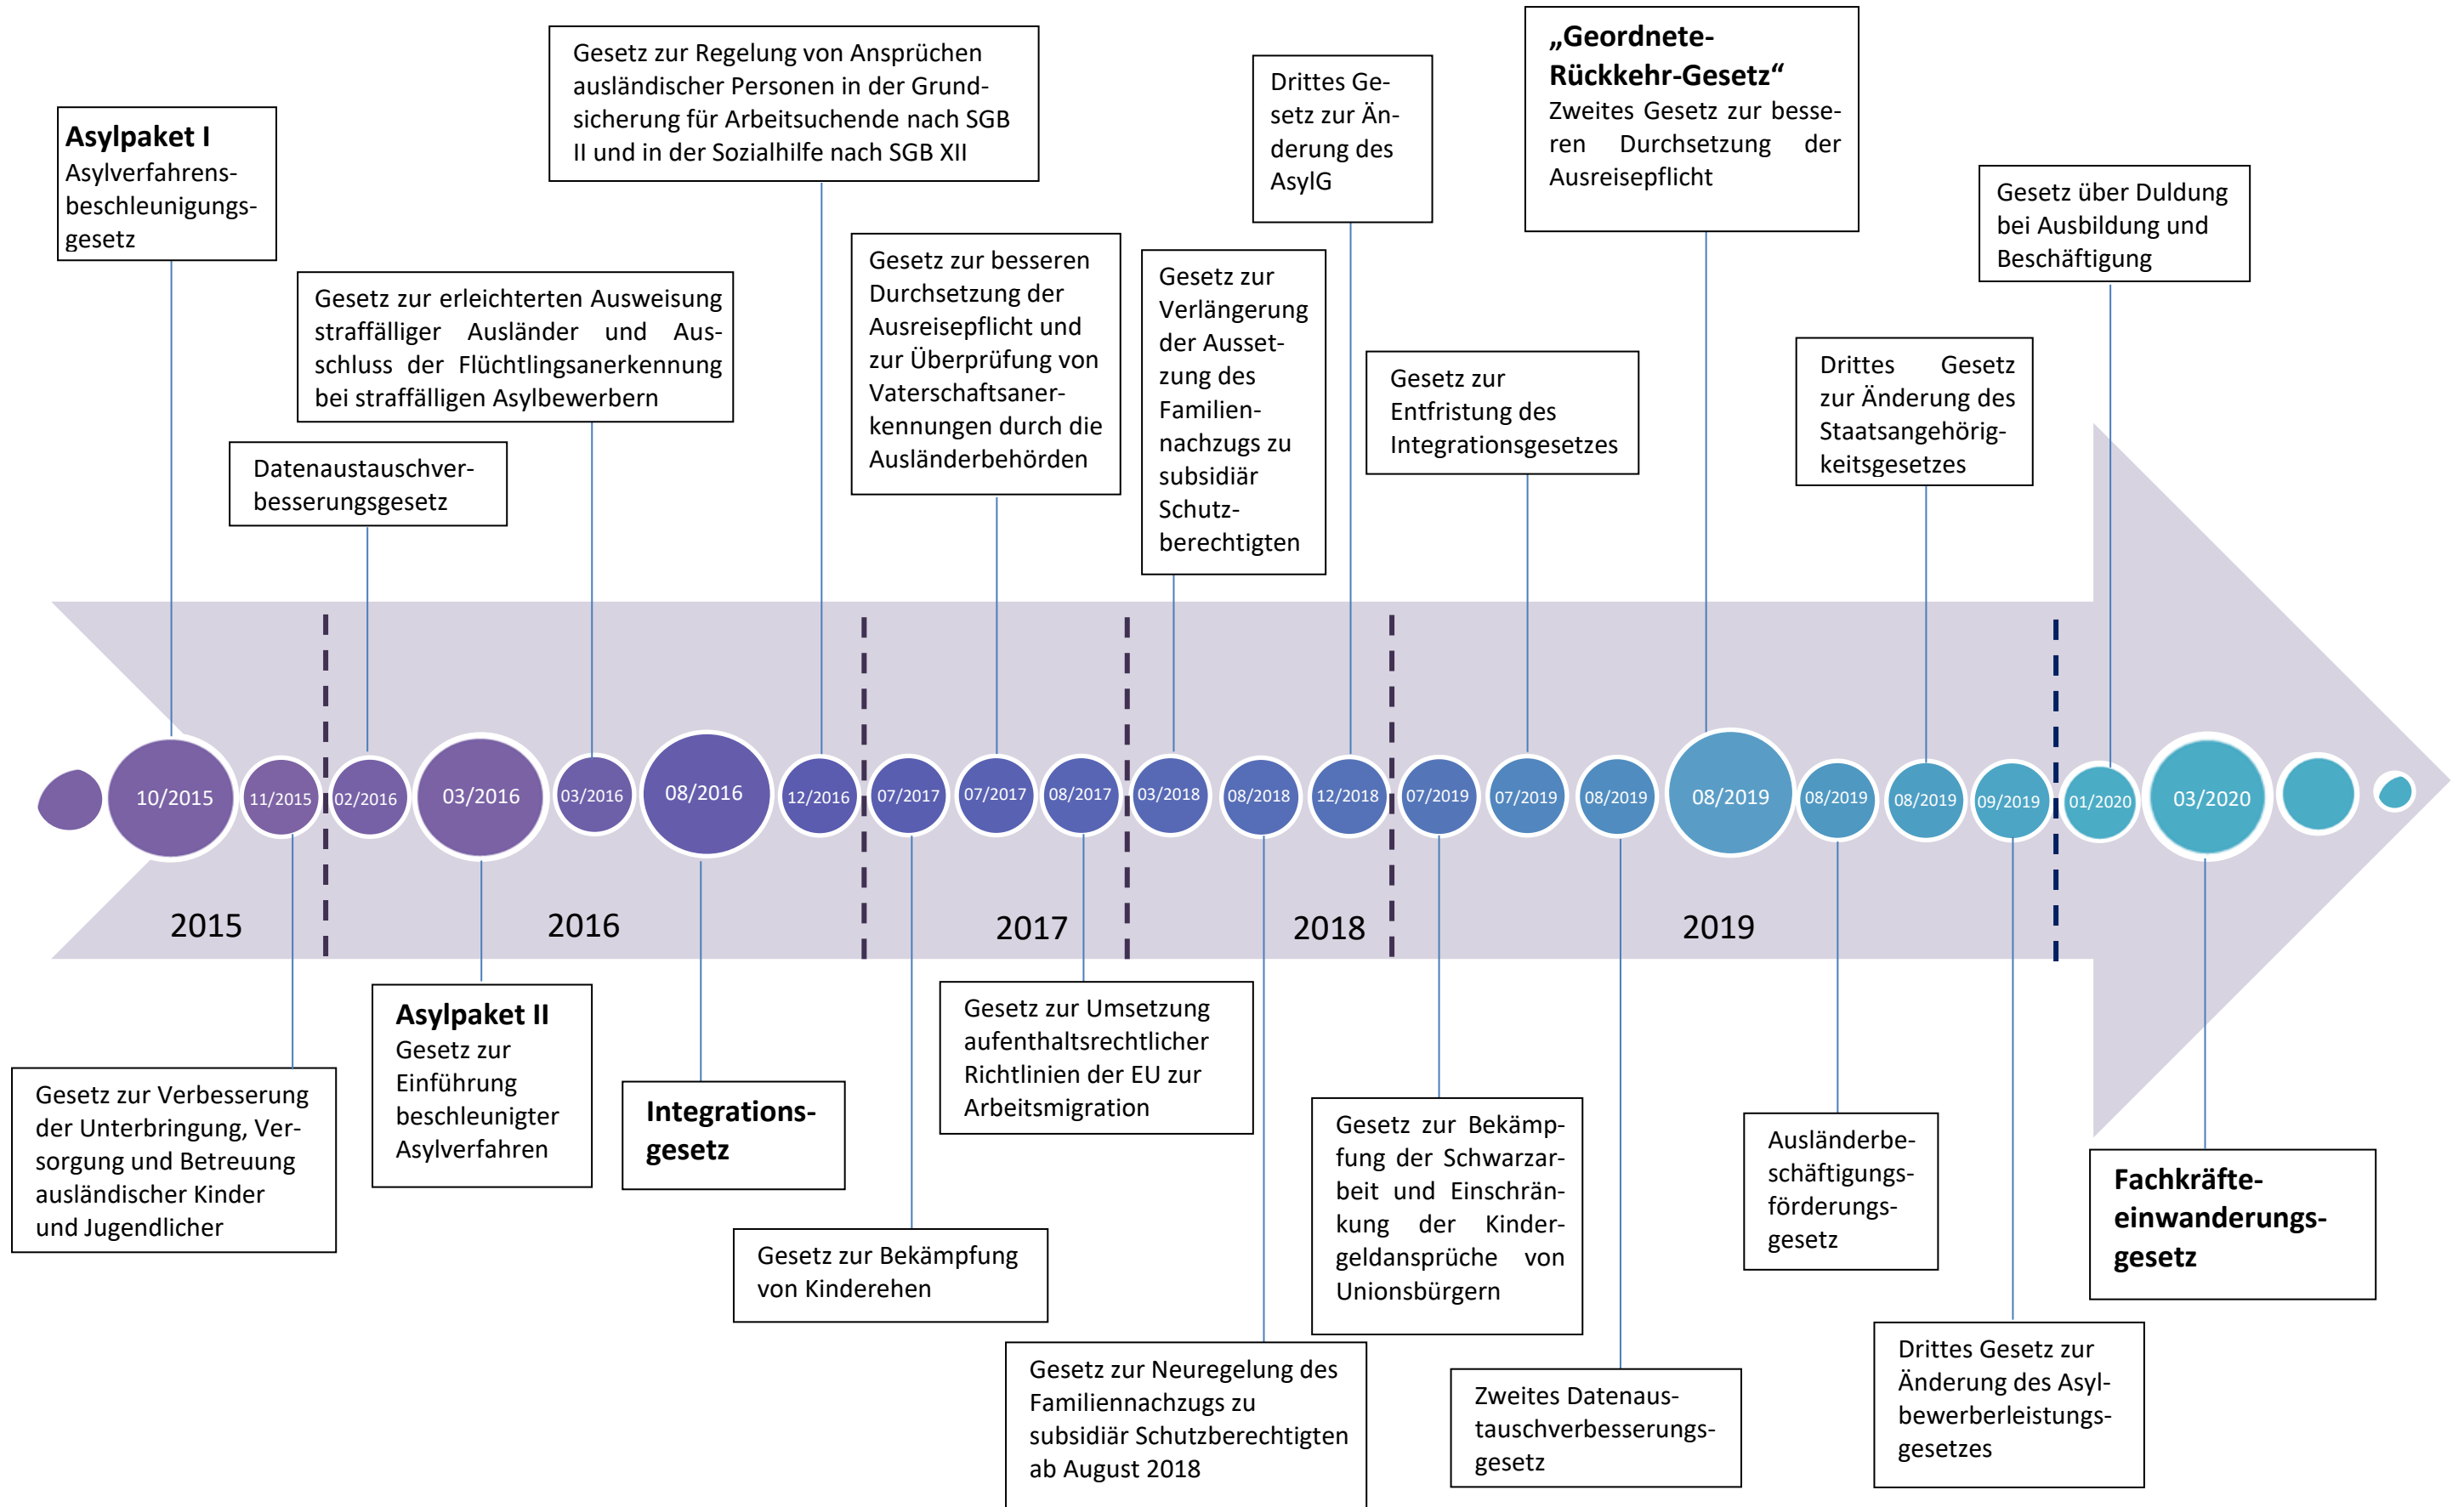 Asylpaket I
Asylverfahrens-
beschleunigungs-
gesetz
Gesetz zur Regelung von Ansprüchen
ausländischer Personen in der Grund-
sicherung für Arbeitsuchende nach SGB
II und in der Sozialhilfe nach SGB XII
Drittes Ge-
setz zur Än-
derung des
AsylG
„Geordnete-
Rückkehr-Gesetz“
Zweites Gesetz zur besse-
ren Durchsetzung der
Ausreisepflicht
Gesetz über Duldung
bei Ausbildung und
Beschäftigung
Gesetz zur erleichterten Ausweisung
straffälliger Ausländer und Aus-
schluss der Flüchtlingsanerkennung
bei straffälligen Asylbewerbern
Gesetz zur besseren
Durchsetzung der
Ausreisepflicht und
zur Überprüfung von
Vaterschaftsaner-
kennungen durch die
Ausländerbehörden
Gesetz zur
Verlängerung
der Ausset-
zung des
Familien-
nachzugs zu
subsidiär
Schutz-
berechtigten
Gesetz zur
Entfristung des
Integrationsgesetzes
Drittes Gesetz
zur Änderung des
Staatsangehörig-
keitsgesetzes
Datenaustauschver-
besserungsgesetz
10/2015
11/2015
02/2016
03/2016
03/2016
08/2016
12/2016
07/2017
07/2017
08/2017
03/2018
08/2018
12/2018
07/2019
07/2019
08/2019
08/2019
08/2019
08/2019
09/2019
01/2020
03/2020
2015
2016
2017
2018
2019
Gesetz zur Verbesserung
der Unterbringung, Ver-
sorgung und Betreuung
ausländischer Kinder
und Jugendlicher
Asylpaket II
Gesetz zur
Einführung
beschleunigter
Asylverfahren
Integrations-
gesetz
Gesetz zur Bekämpfung
von Kinderehen
Gesetz zur Umsetzung
aufenthaltsrechtlicher
Richtlinien der EU zur
Arbeitsmigration
Gesetz zur Neuregelung des
Familiennachzugs zu
subsidiär Schutzberechtigten
ab August 2018
Gesetz zur Bekämp-
fung der Schwarzar-
beit und Einschrän-
kung der Kinder-
geldansprüche von
Unionsbürgern
Zweites Datenaus-
tauschverbesserungs-
gesetz
Ausländerbe-
schäftigungs-
förderungs-
gesetz
Drittes Gesetz zur
Änderung des Asyl-
bewerberleistungs-
gesetzes
Fachkräfte-
einwanderungs-
gesetz